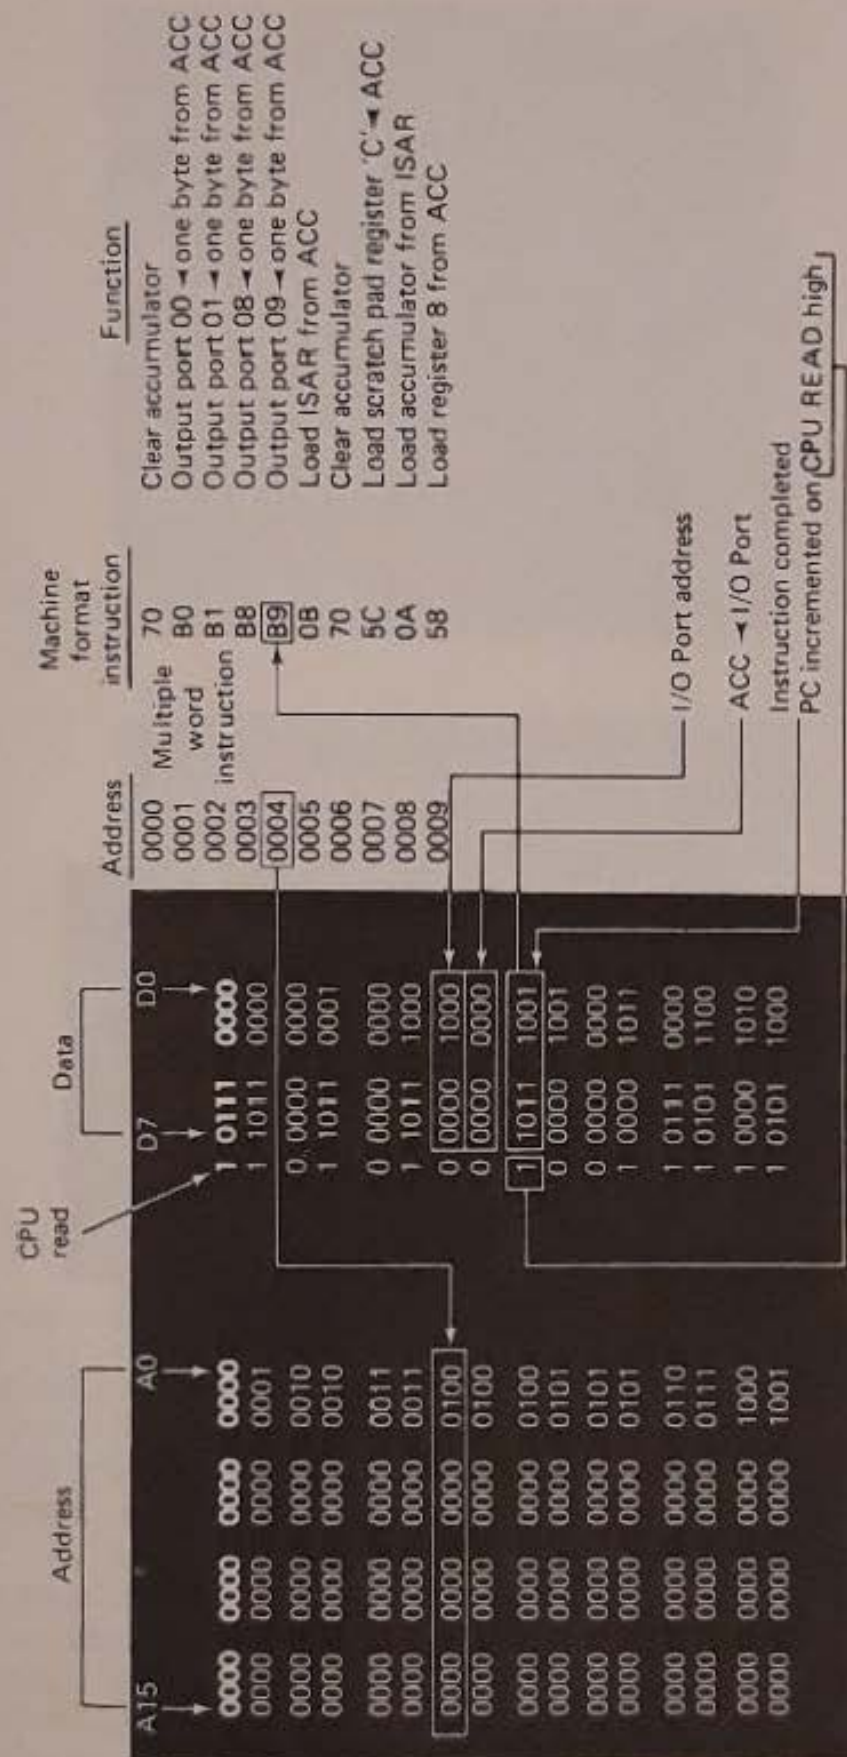 Address
A15 A0
CPU
read
Data
D7 D0
0000 0000 0000 0000 1 0111 0000
0000 0000 0000 0001 1 1011 0000
0000 0000 0000 0010 0 0000 0000
0000 0000 0000 0010 1 1011 0001
0000 0000 0000 0011 0 0000 0000
0000 0000 0000 0011 1 1011 1000
0000 0000 0000 0100 0 0000 1000
0000 0000 0000 0100 0 0000 0000
0000 0000 0000 0100 1 1011 1001
0000 0000 0000 0101 0 0000 1001
0000 0000 0000 0101 0 0000 0000
0000 0000 0000 0101 1 0000 1011
0000 0000 0000 0110 1 0111 0000
0000 0000 0000 0111 1 0101 1100
0000 0000 0000 1000 1 0000 1010
0000 0000 0000 1001 1 0101 1000
Machine
format
Address instruction Function
0000 70 Clear accumulator
0001 Multiple B0 Output port 00 ◄ one byte from ACC
0002 word B1 Output port 01 ◄ one byte from ACC
0003 instruction B8 Output port 08 ◄ one byte from ACC
0004 B9 Output port 09 ◄ one byte from ACC
0005 0B Load ISAR from ACC
0006 70 Clear accumulator
0007 5C Load scratch pad register 'C' ◄ ACC
0008 0A Load accumulator from ISAR
0009 58 Load register 8 from ACC
I/O Port address
ACC ◄ I/O Port
Instruction completed
PC incremented on CPU READ high